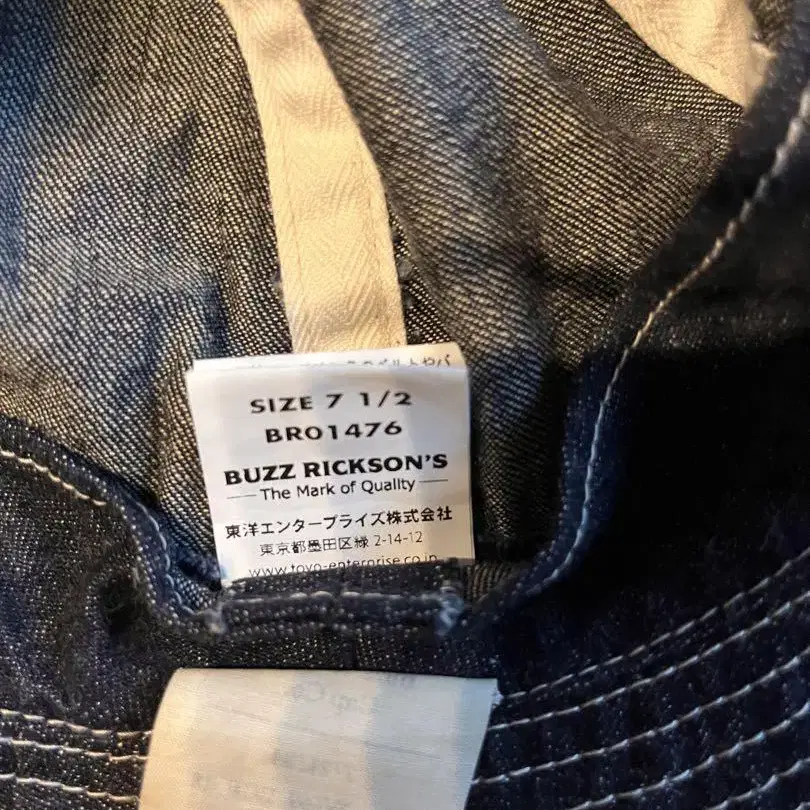 SIZE 7 1/2
BR01476
BUZZ RICKSON'S
The Mark of Quality
東洋エンタープライズ株式会社
東京都墨田区緑 2-14-12
www.toyo-enterprise.co.jp